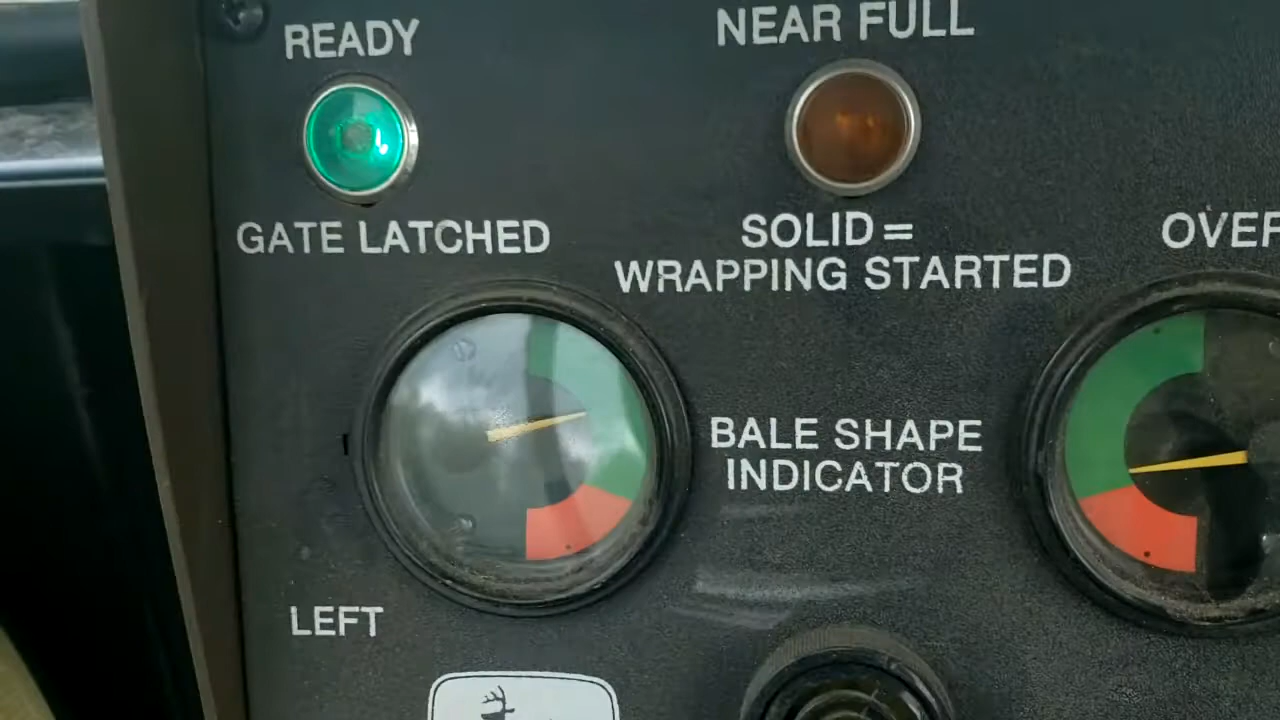 READY
NEAR FULL
GATE LATCHED
SOLID =
WRAPPING STARTED
BALE SHAPE
INDICATOR
LEFT